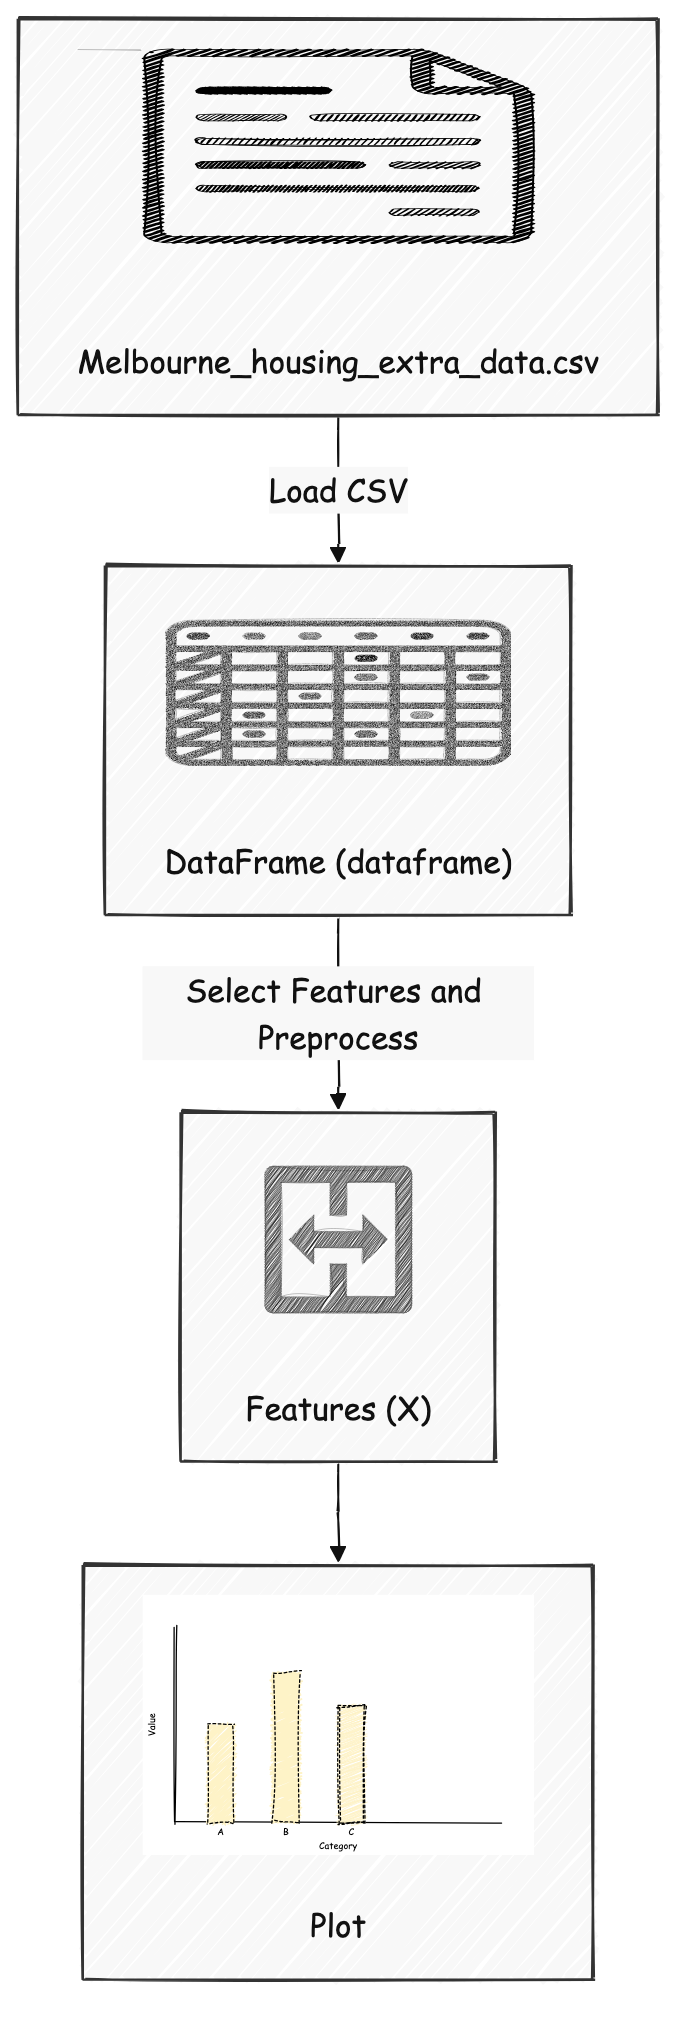 Melbourne_housing_extra_data.csv
Load CSV
DataFrame (dataframe)
Select Features and
Preprocess
Features (X)
Value
A B C
Category
Plot